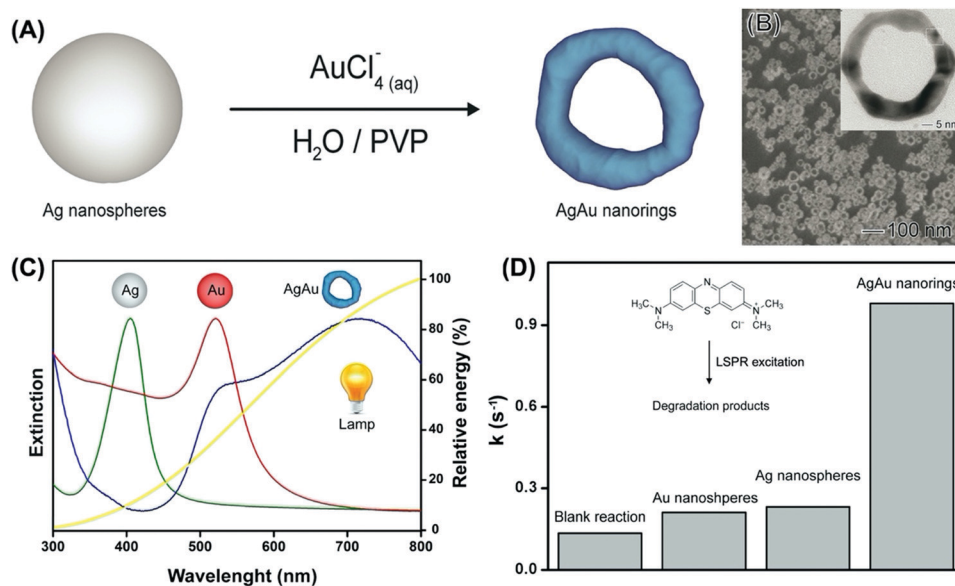 (A)
AuCl₄⁻ (aq)
H₂O / PVP
Ag nanospheres
AgAu nanorings
(B)
5 nm
100 nm
(C)
Ag
Au
AgAu
Lamp
Extinction
Relative energy (%)
100
80
60
40
20
0
300
400
500
600
700
800
Wavelenght (nm)
(D)
AgAu nanorings
H₃C
N
CH₃
N
S
N⁺
CH₃
CH₃
Cl⁻
LSPR excitation
Degradation products
Ag nanospheres
Au nanoshperes
Blank reaction
k (s⁻¹)
0.9
0.6
0.3
0.0